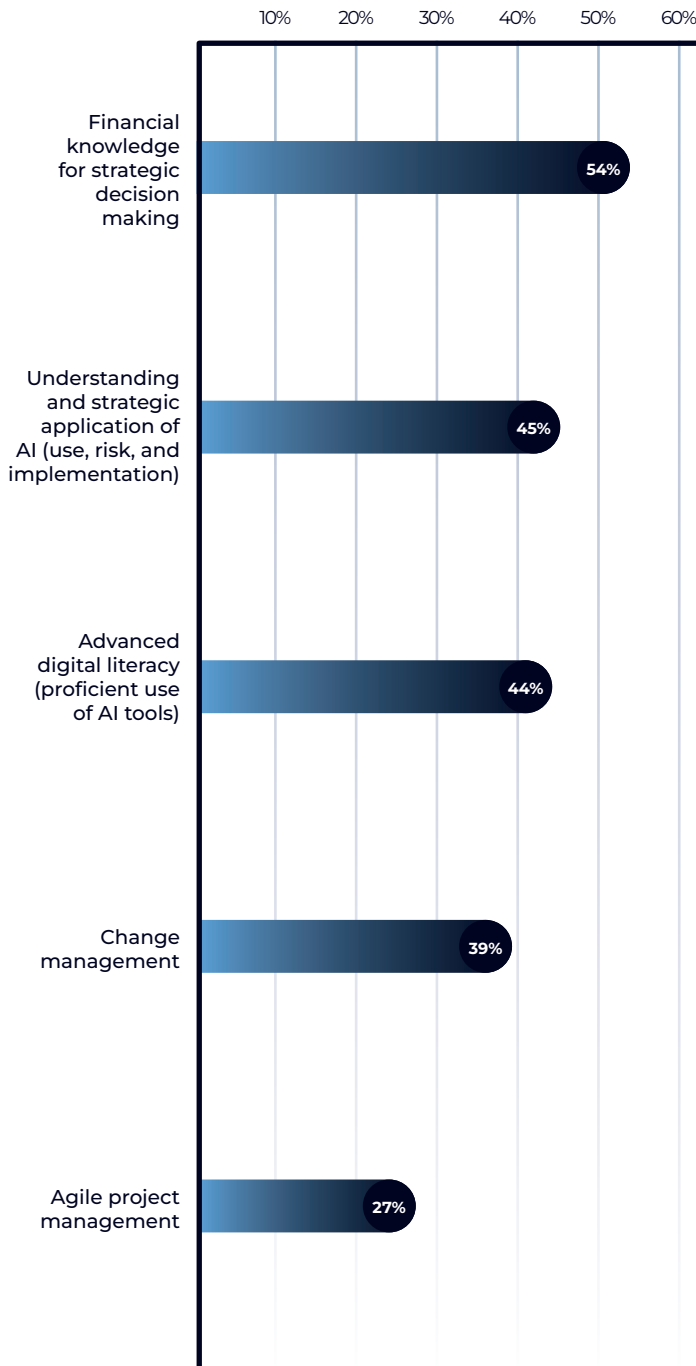 10% 20% 30% 40% 50% 60%
Financial
knowledge
for strategic
decision
making
54%
Understanding
and strategic
application of
AI (use, risk, and
implementation)
45%
Advanced
digital literacy
(proficient use
of AI tools)
44%
Change
management
39%
Agile project
management
27%